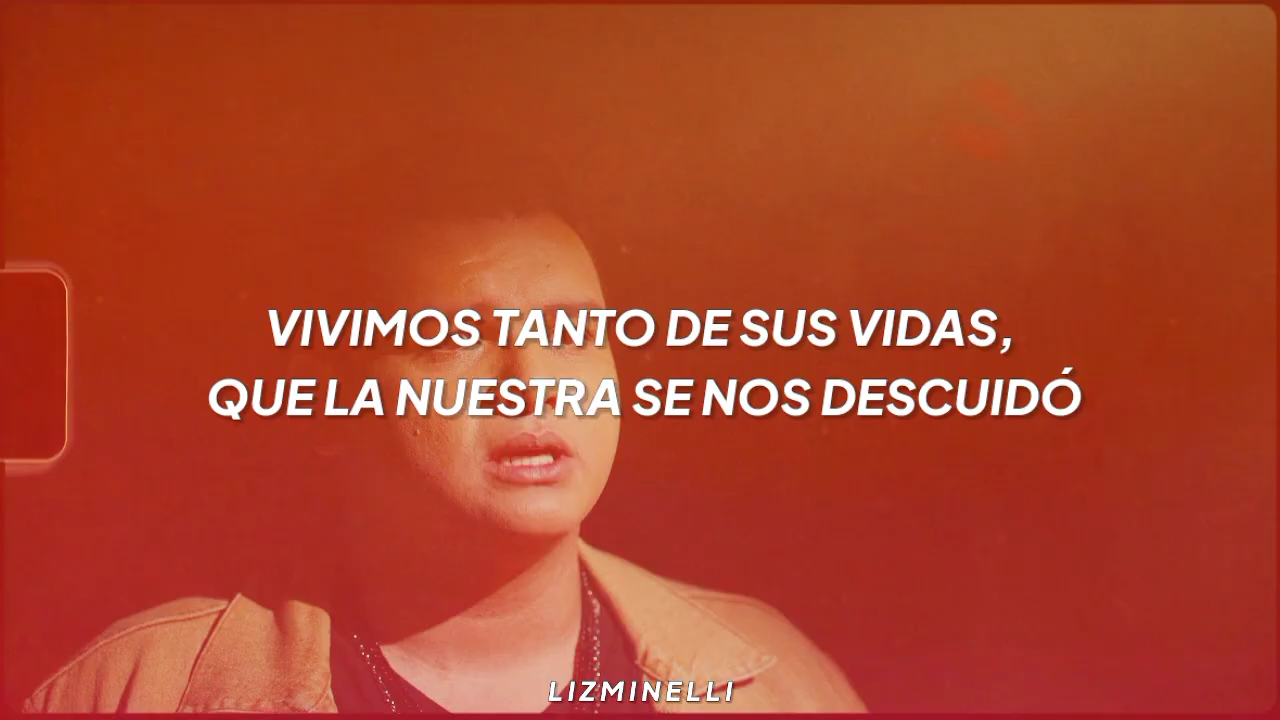 VIVIMOS TANTO DE SUS VIDAS,
QUE LA NUESTRA SE NOS DESCUIDÓ
LIZMINELLI